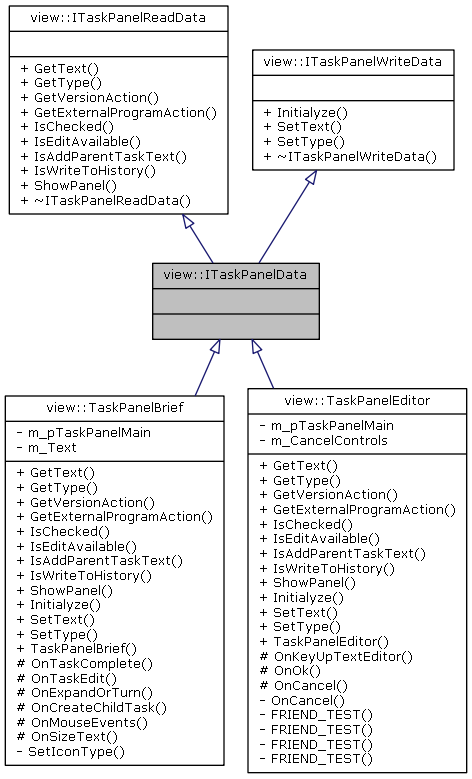 view::ITaskPanelReadData
+ GetText()
+ GetType()
+ GetVersionAction()
+ GetExternalProgramAction()
+ IsChecked()
+ IsEditAvailable()
+ IsAddParentTaskText()
+ IsWriteToHistory()
+ ShowPanel()
+ ~ITaskPanelReadData()
view::ITaskPanelWriteData
+ Initialyze()
+ SetText()
+ SetType()
+ ~ITaskPanelWriteData()
view::ITaskPanelData
view::TaskPanelBrief
- m_pTaskPanelMain
- m_Text
+ GetText()
+ GetType()
+ GetVersionAction()
+ GetExternalProgramAction()
+ IsChecked()
+ IsEditAvailable()
+ IsAddParentTaskText()
+ IsWriteToHistory()
+ ShowPanel()
+ Initialyze()
+ SetText()
+ SetType()
+ TaskPanelBrief()
# OnTaskComplete()
# OnTaskEdit()
# OnExpandOrTurn()
# OnCreateChildTask()
# OnMouseEvents()
# OnSizeText()
- SetIconType()
view::TaskPanelEditor
- m_pTaskPanelMain
- m_CancelControls
+ GetText()
+ GetType()
+ GetVersionAction()
+ GetExternalProgramAction()
+ IsChecked()
+ IsEditAvailable()
+ IsAddParentTaskText()
+ IsWriteToHistory()
+ ShowPanel()
+ Initialyze()
+ SetText()
+ SetType()
+ TaskPanelEditor()
# OnKeyUpTextEditor()
# OnOk()
# OnCancel()
- OnCancel()
- FRIEND_TEST()
- FRIEND_TEST()
- FRIEND_TEST()
- FRIEND_TEST()